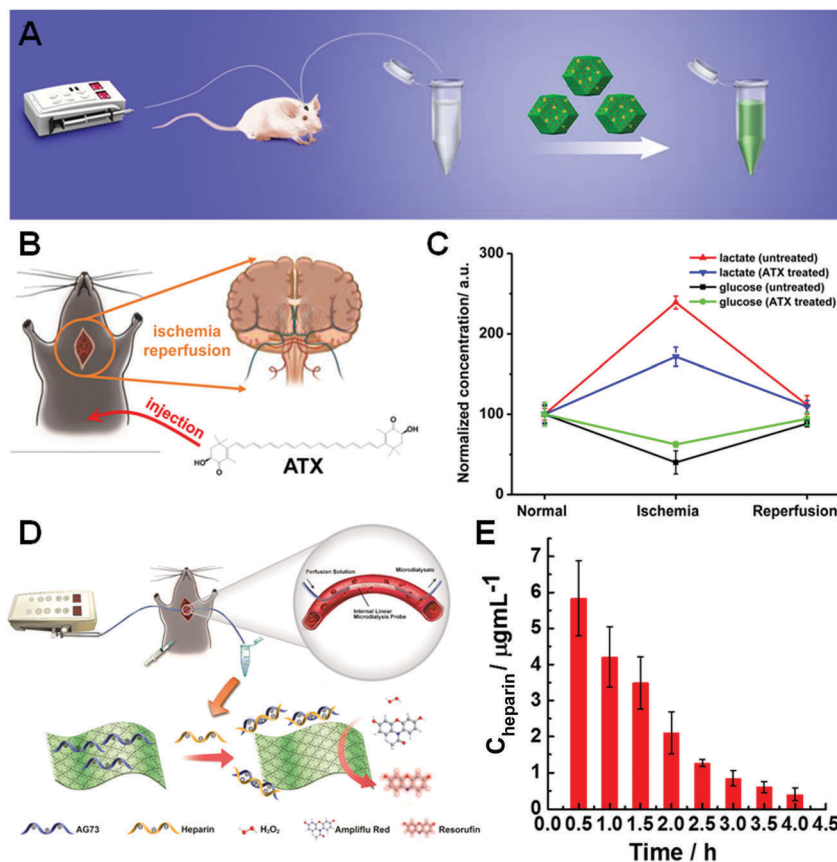 A
B
ischemia
reperfusion
injection
O
OH
HO
O
ATX
C
Normalized concentration/ a.u.
300
200
100
0
lactate (untreated)
lactate (ATX treated)
glucose (untreated)
glucose (ATX treated)
Normal Ischemia Reperfusion
D
Perfusion Solution
Microdialysate
Internal Linear
Microdialysis Probe
AG73 Heparin H₂O₂ Ampliflu Red Resorufin
E
Cheparin / μgmL-1
7
6
5
4
3
2
1
0
0.0 0.5 1.0 1.5 2.0 2.5 3.0 3.5 4.0 4.5
Time / h